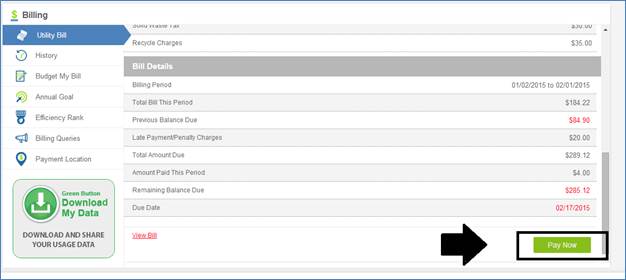 Billing
Utility Bill
History
Budget My Bill
Annual Goal
Efficiency Rank
Billing Queries
Payment Location
Green Button
Download
My Data
DOWNLOAD AND SHARE
YOUR USAGE DATA
Solid Waste Tax $30.00
Recycle Charges $35.00
Bill Details
Billing Period 01/02/2015 to 02/01/2015
Total Bill This Period $184.22
Previous Balance Due $84.90
Late Payment/Penalty Charges $20.00
Total Amount Due $289.12
Amount Paid This Period $4.00
Remaining Balance Due $285.12
Due Date 02/17/2015
View Bill
Pay Now